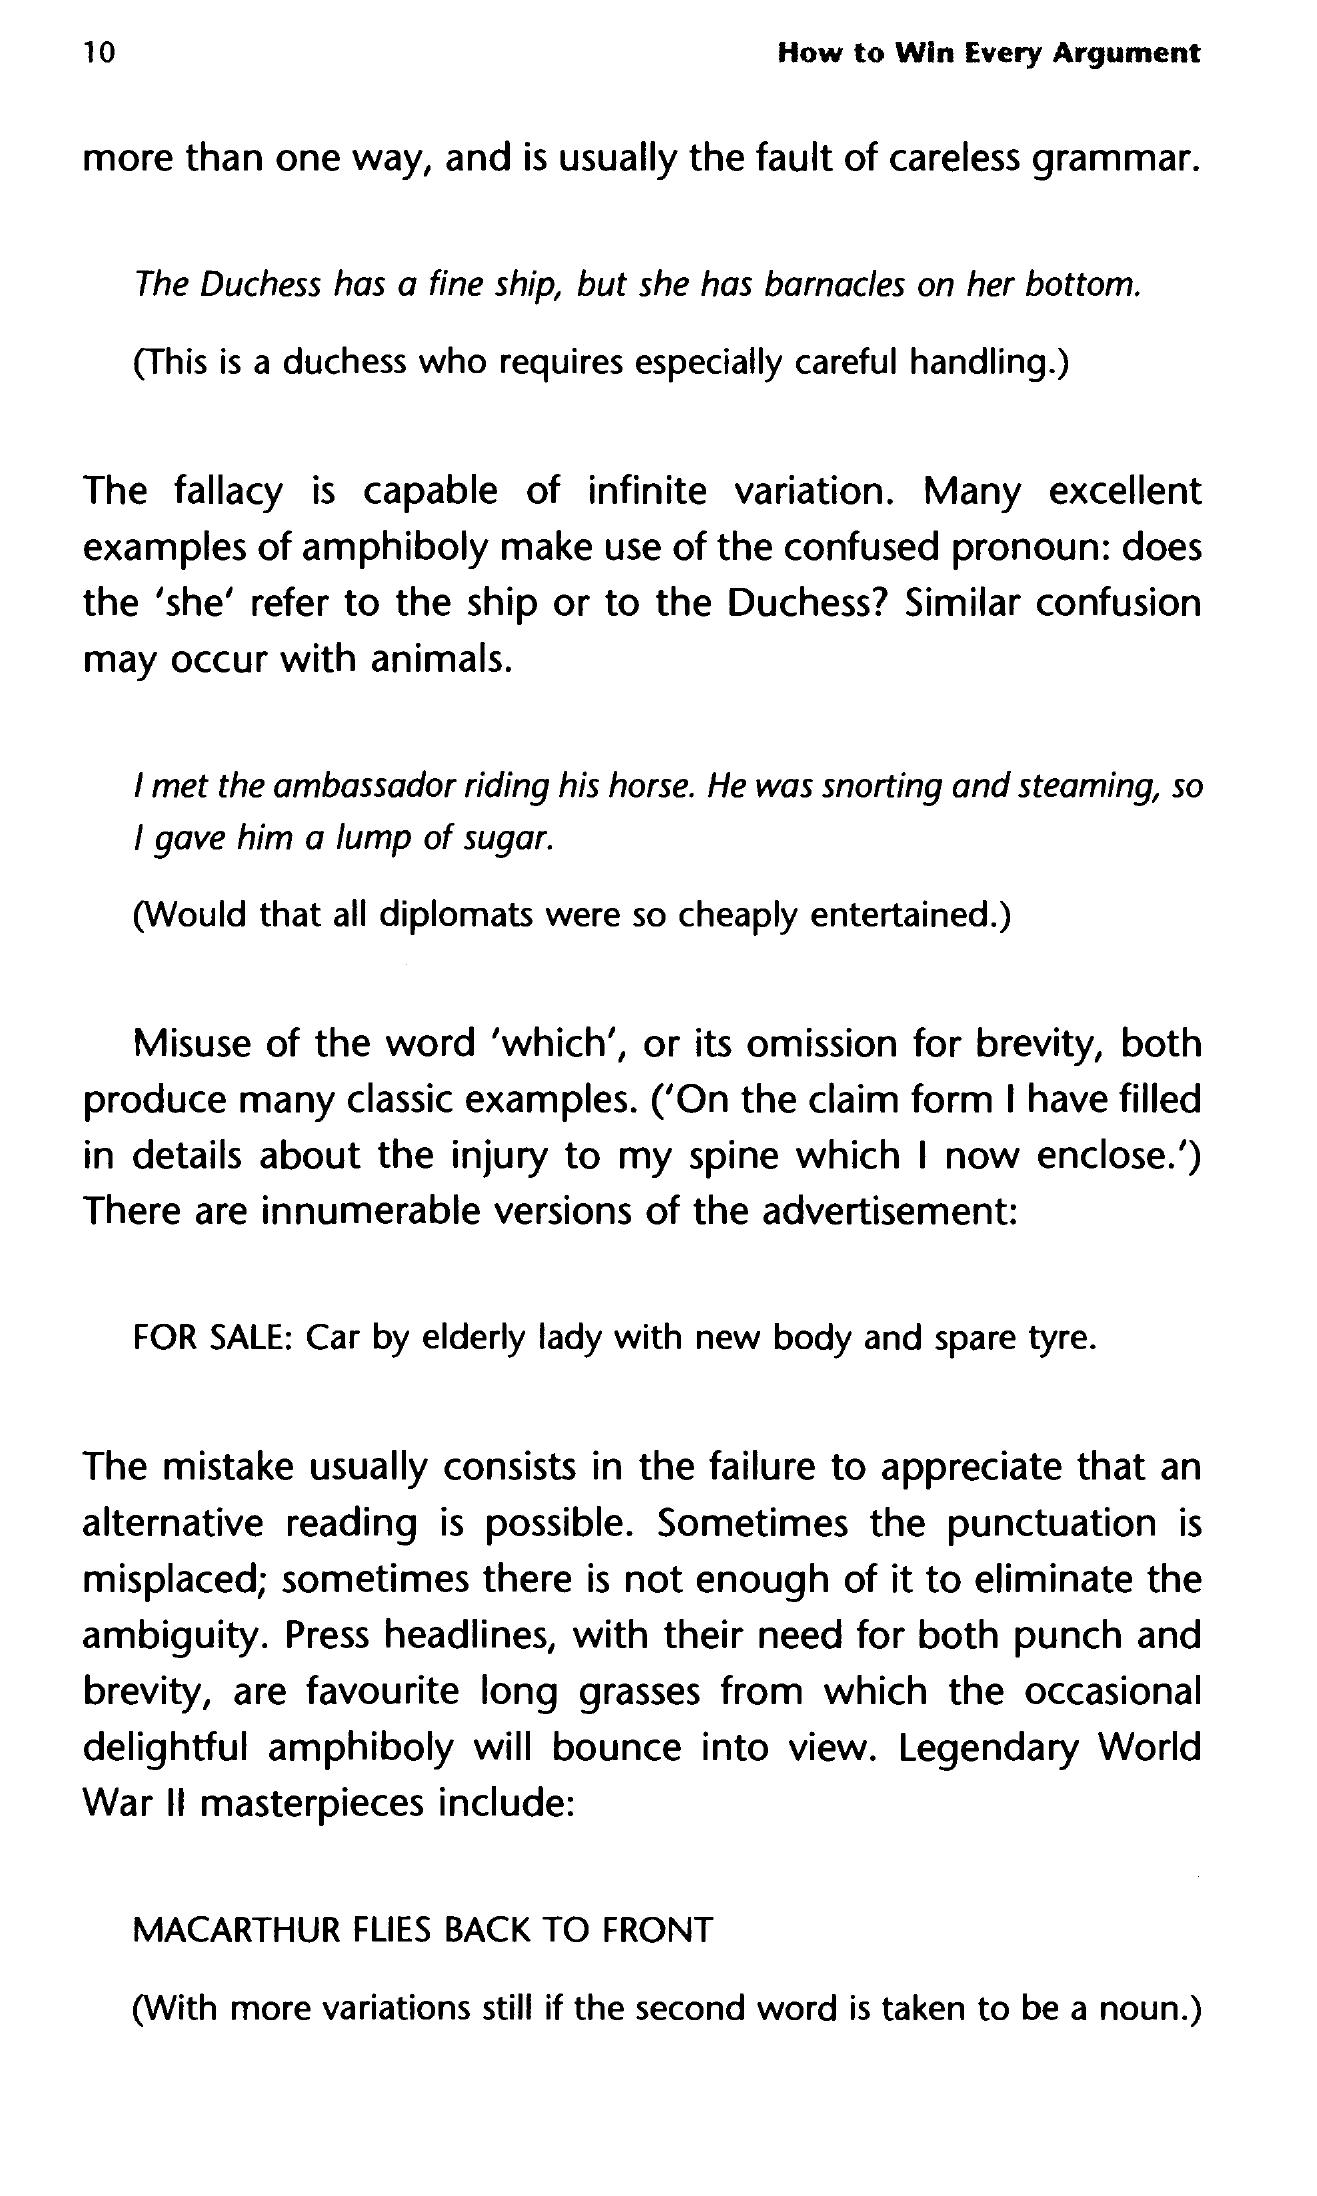 10 How to Win Every Argument
more than one way, and is usually the fault of careless grammar.
The Duchess has a fine ship, but she has barnacles on her bottom.
(This is a duchess who requires especially careful handling.)
The fallacy is capable of infinite variation. Many excellent
examples of amphiboly make use of the confused pronoun: does
the 'she' refer to the ship or to the Duchess? Similar confusion
may occur with animals.
I met the ambassador riding his horse. He was snorting and steaming, so
I gave him a lump of sugar.
(Would that all diplomats were so cheaply entertained.)
Misuse of the word 'which', or its omission for brevity, both
produce many classic examples. ('On the claim form I have filled
in details about the injury to my spine which I now enclose.')
There are innumerable versions of the advertisement:
FOR SALE: Car by elderly lady with new body and spare tyre.
The mistake usually consists in the failure to appreciate that an
alternative reading is possible. Sometimes the punctuation is
misplaced; sometimes there is not enough of it to eliminate the
ambiguity. Press headlines, with their need for both punch and
brevity, are favourite long grasses from which the occasional
delightful amphiboly will bounce into view. Legendary World
War II masterpieces include:
MACARTHUR FLIES BACK TO FRONT
(With more variations still if the second word is taken to be a noun.)